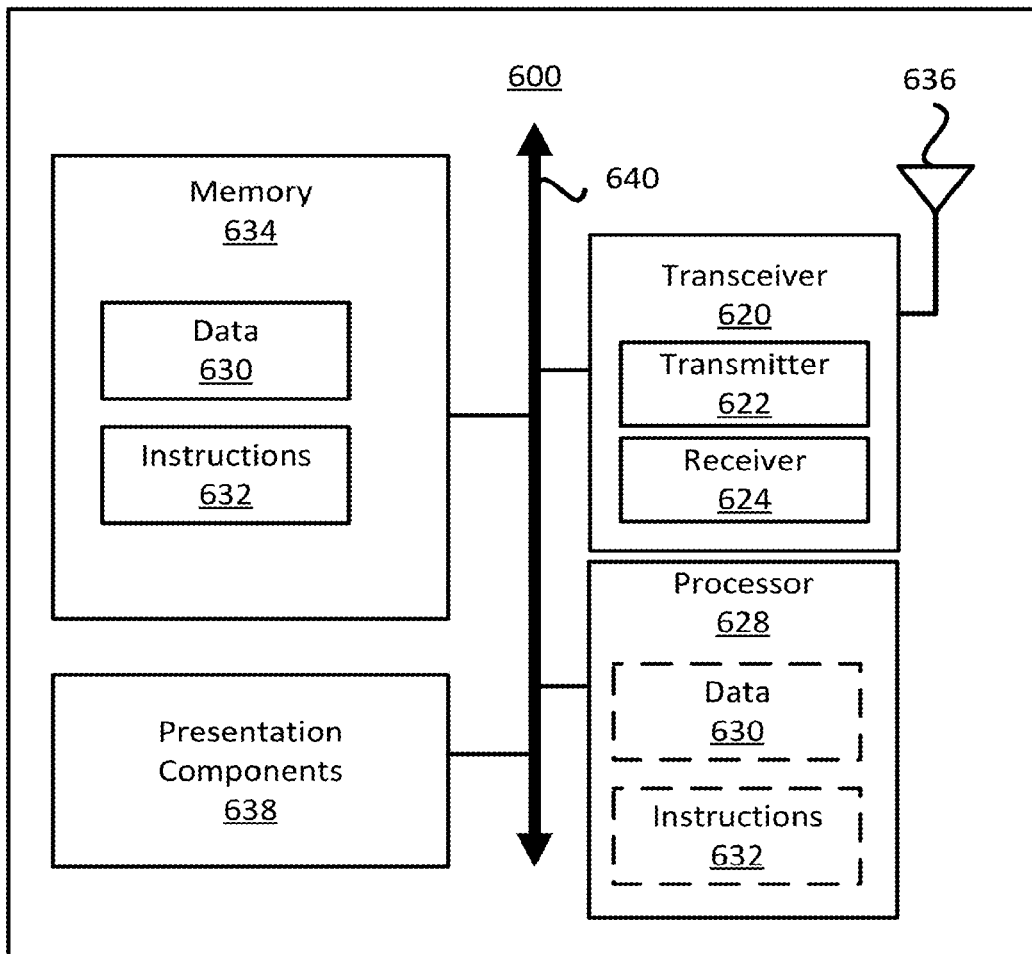 600
636
640
Memory
634
Data
630
Instructions
632
Transceiver
620
Transmitter
622
Receiver
624
Processor
628
Data
630
Instructions
632
Presentation
Components
638